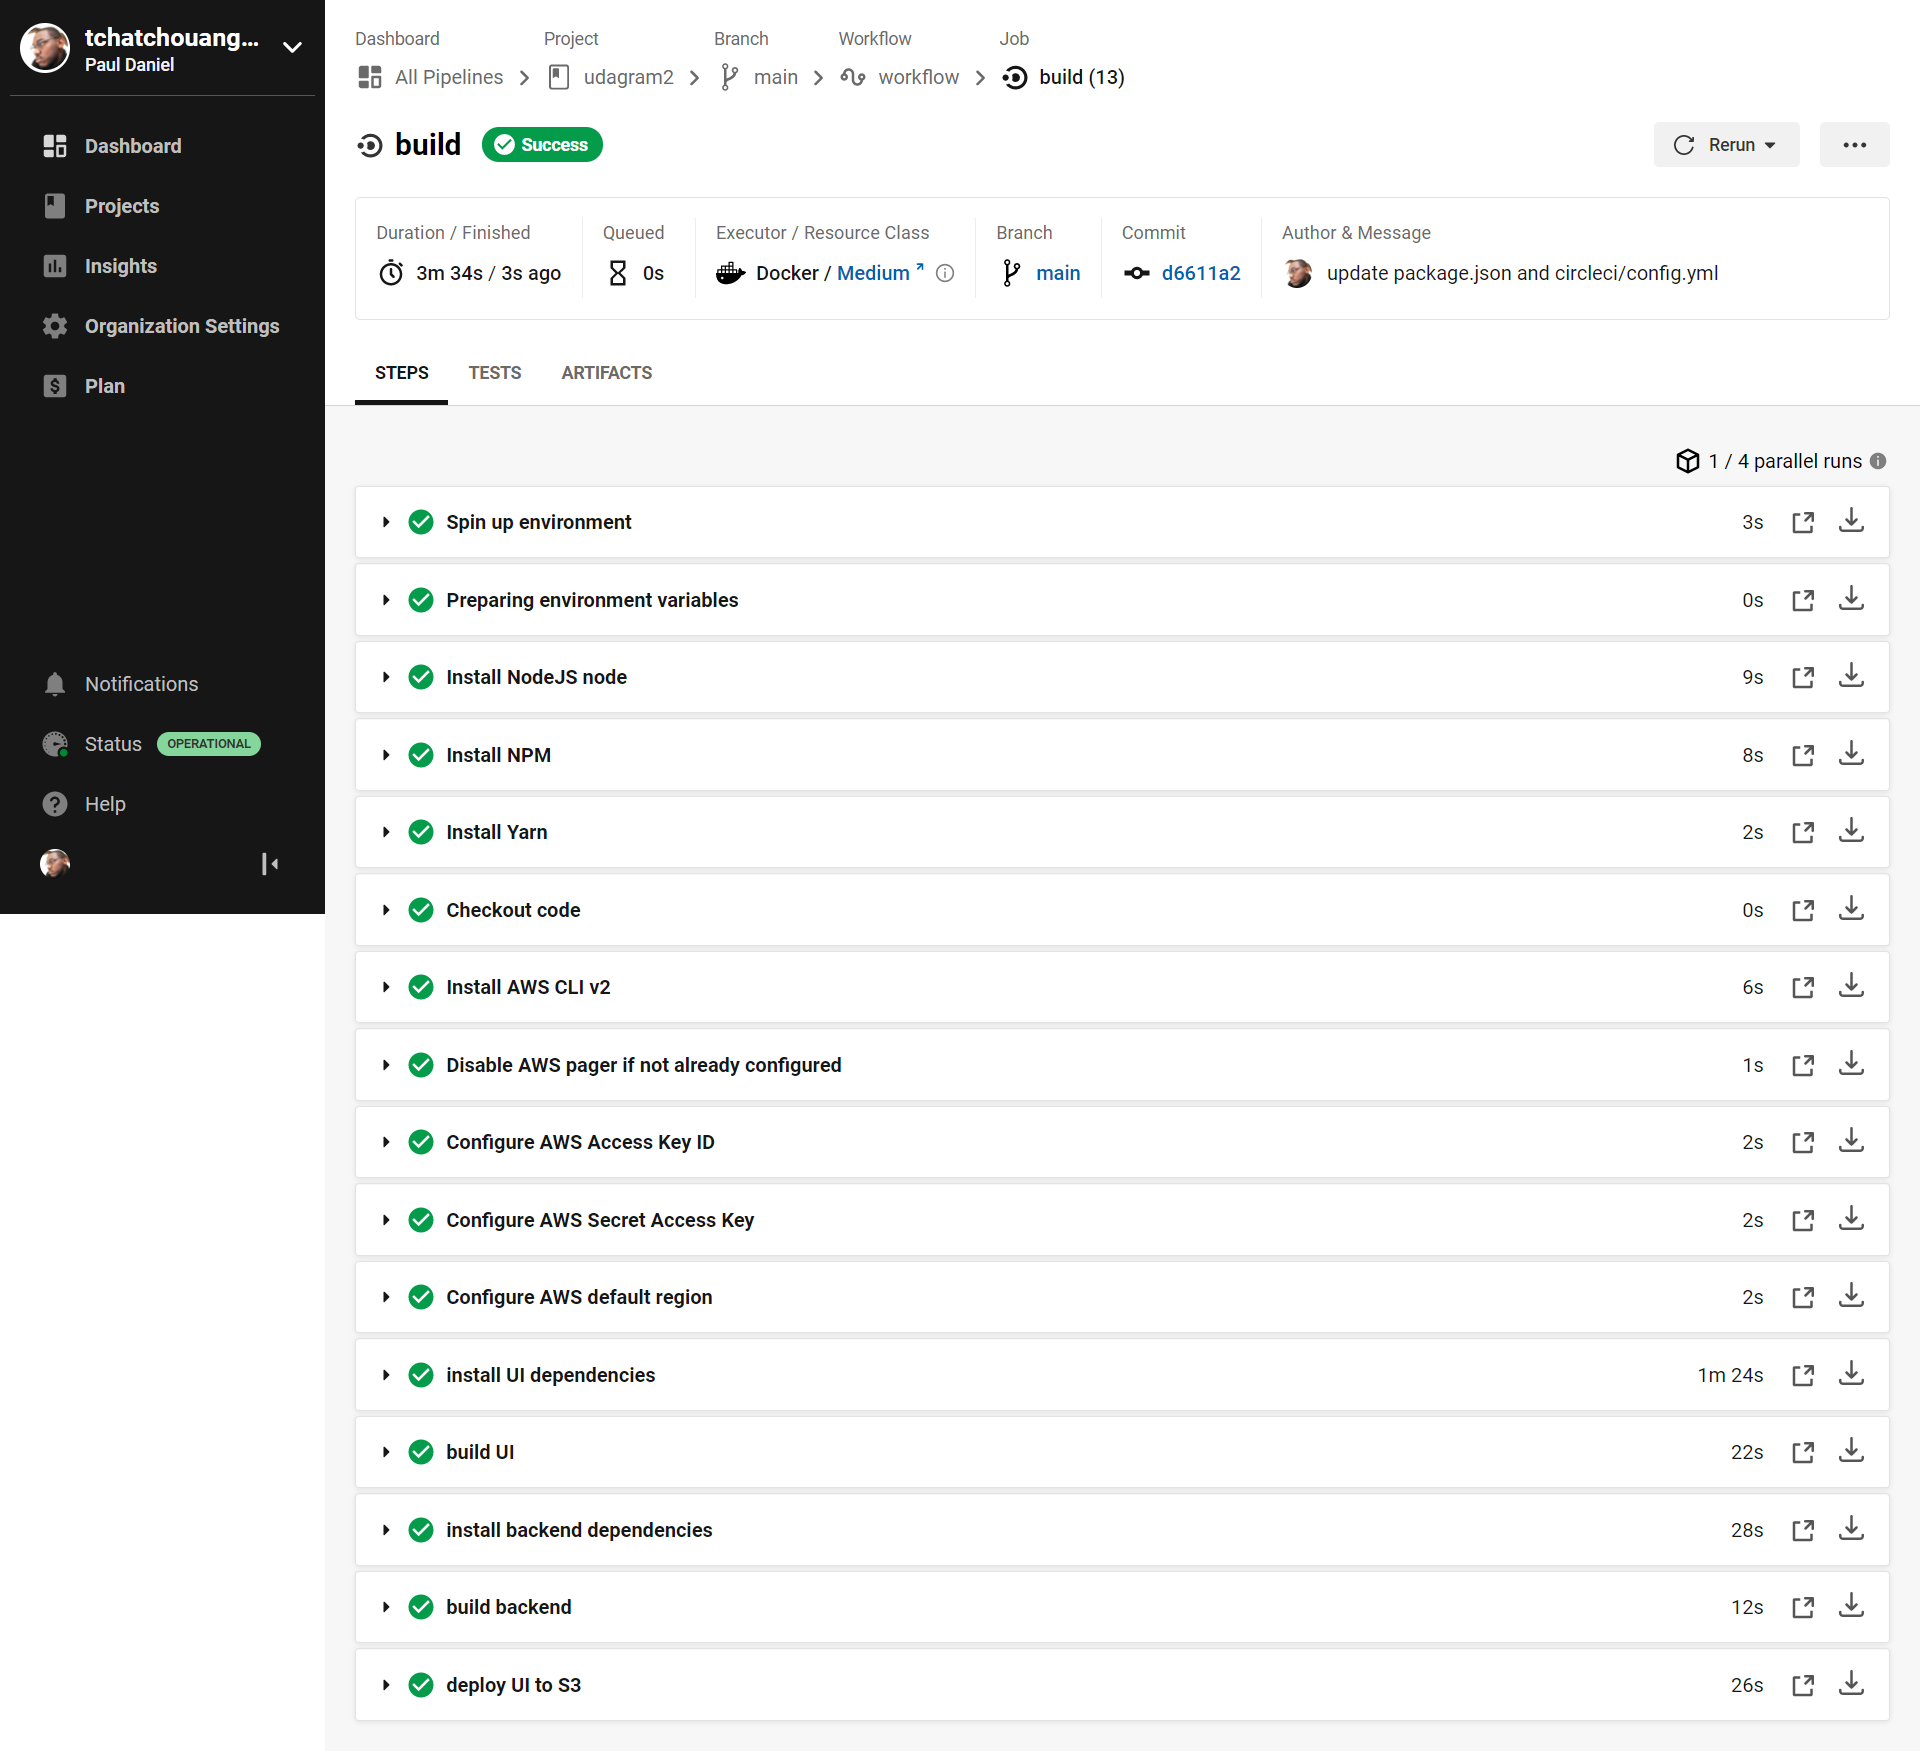 tchatchouang...
Paul Daniel
Dashboard
Projects
Insights
Organization Settings
Plan
Notifications
Status OPERATIONAL
Help
Dashboard Project Branch Workflow Job
All Pipelines udagram2 main workflow build (13)
build Success Rerun
Duration / Finished Queued Executor / Resource Class Branch Commit Author & Message
3m 34s / 3s ago 0s Docker / Medium main d6611a2 update package.json and circleci/config.yml
STEPS TESTS ARTIFACTS
1 / 4 parallel runs
Spin up environment 3s
Preparing environment variables 0s
Install NodeJS node 9s
Install NPM 8s
Install Yarn 2s
Checkout code 0s
Install AWS CLI v2 6s
Disable AWS pager if not already configured 1s
Configure AWS Access Key ID 2s
Configure AWS Secret Access Key 2s
Configure AWS default region 2s
install UI dependencies 1m 24s
build UI 22s
install backend dependencies 28s
build backend 12s
deploy UI to S3 26s